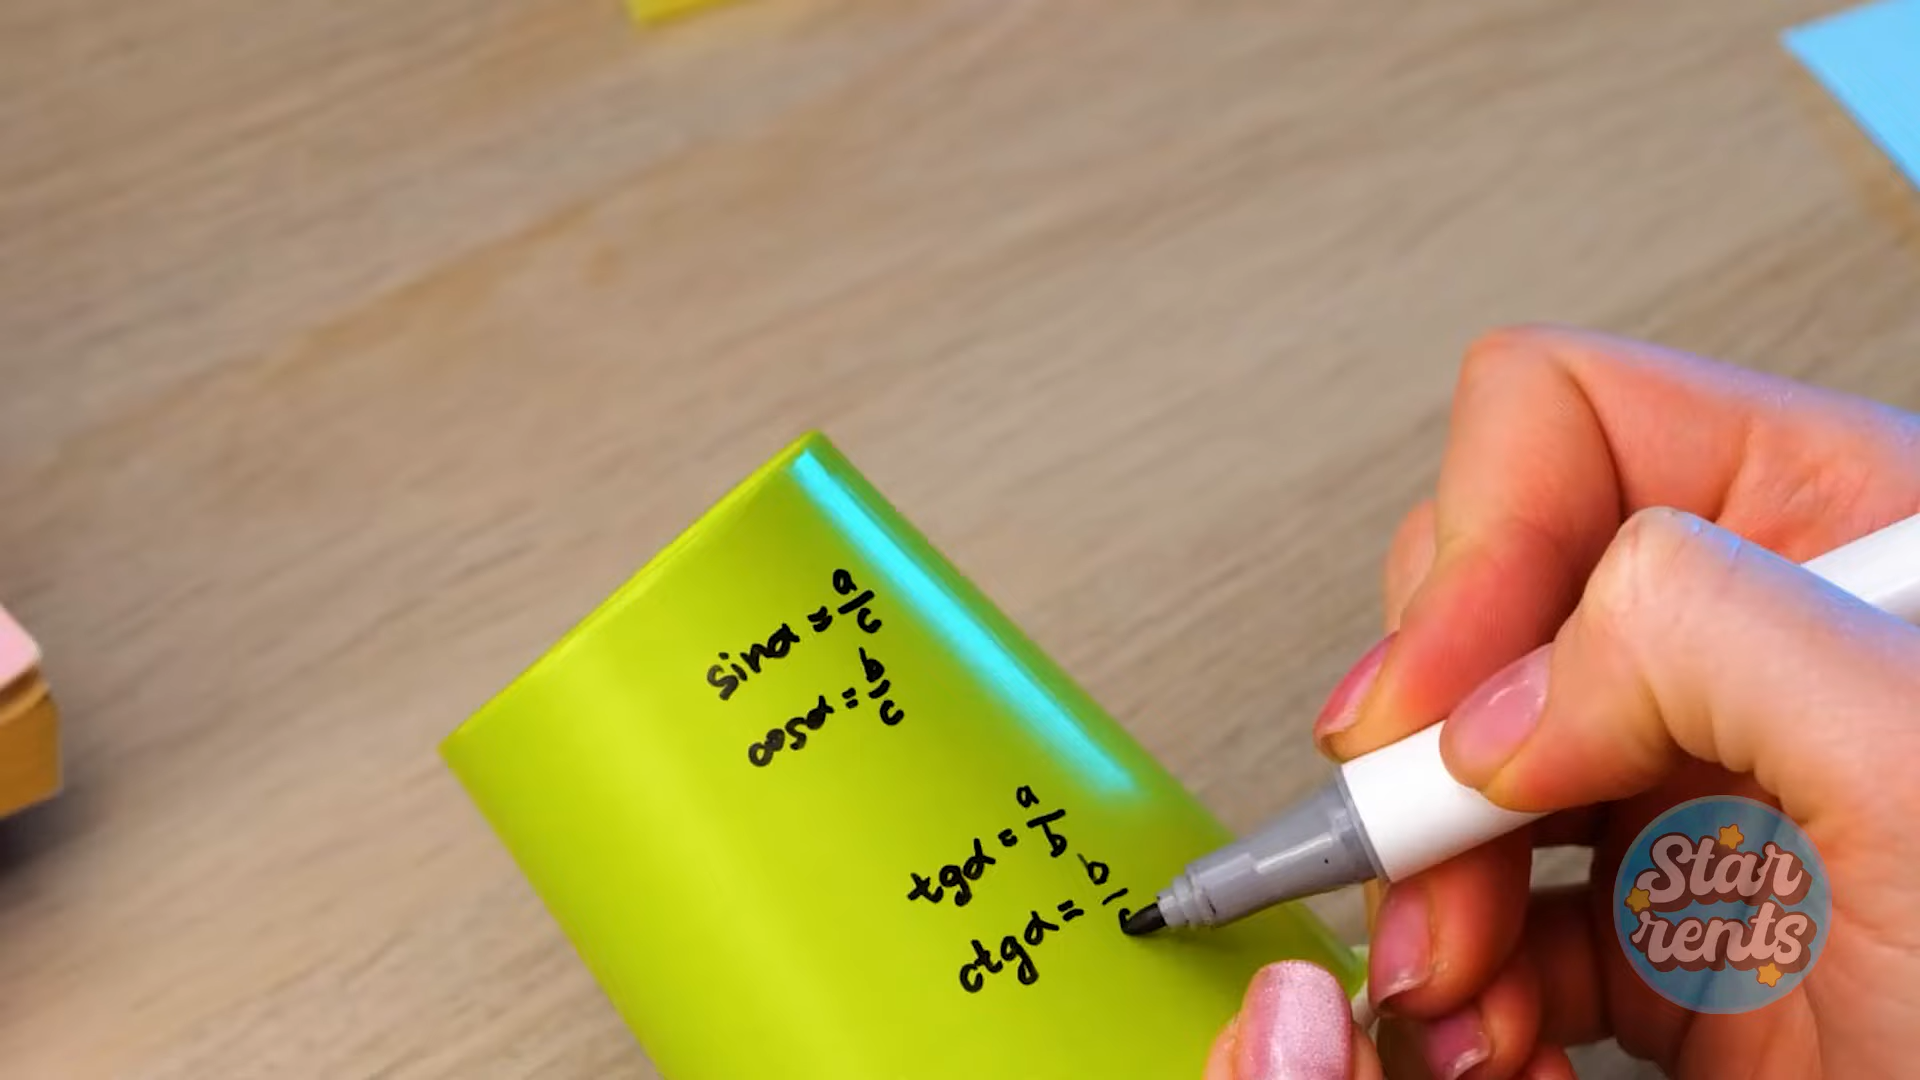 sinα = a/c
cosα = b/c
tgα = a/b
ctgα = b/
Star
rents